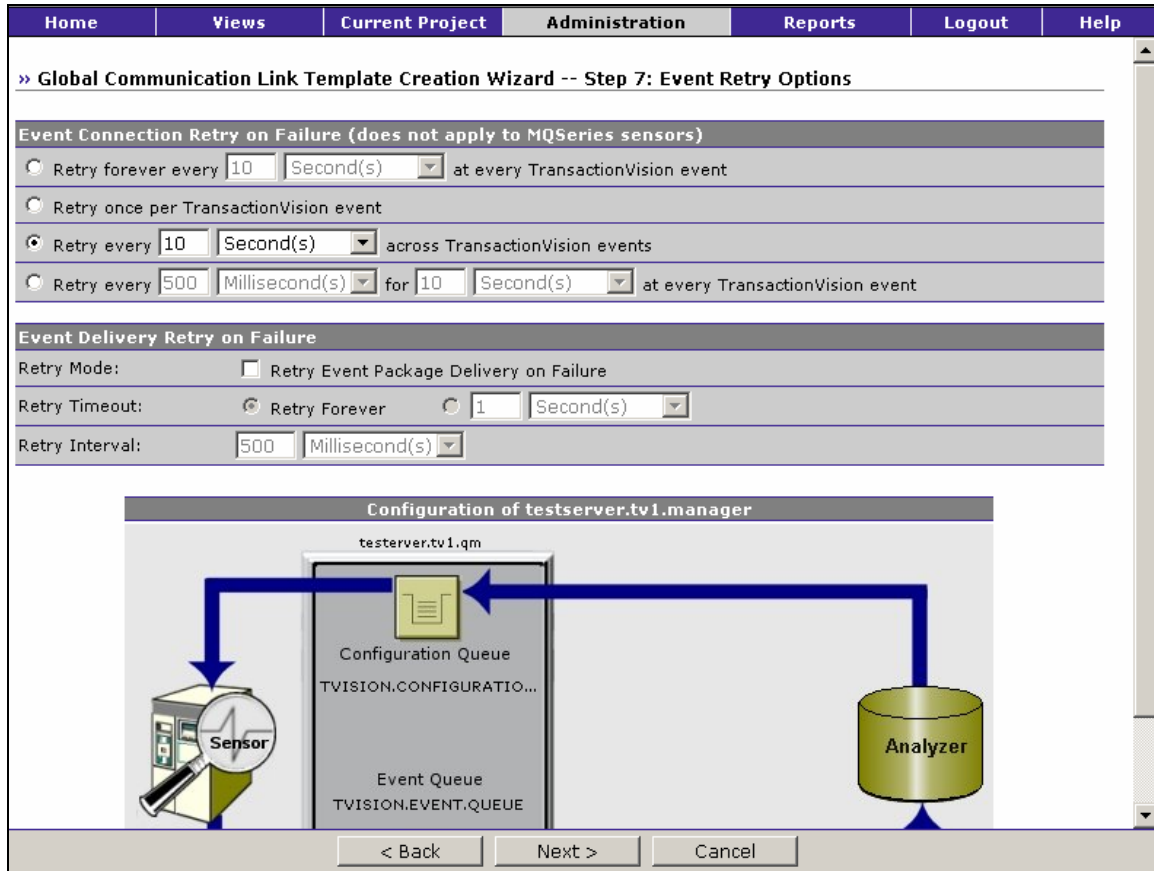 Home Views Current Project Administration Reports Logout Help
» Global Communication Link Template Creation Wizard -- Step 7: Event Retry Options
Event Connection Retry on Failure (does not apply to MQSeries sensors)
Retry forever every 10 Second(s) at every TransactionVision event
Retry once per TransactionVision event
Retry every 10 Second(s) across TransactionVision events
Retry every 500 Millisecond(s) for 10 Second(s) at every TransactionVision event
Event Delivery Retry on Failure
Retry Mode: Retry Event Package Delivery on Failure
Retry Timeout: Retry Forever 1 Second(s)
Retry Interval: 500 Millisecond(s)
Configuration of testserver.tv1.manager
testerver.tv1.qm
Configuration Queue
TVISION.CONFIGURATIO...
Sensor
Analyzer
Event Queue
TVISION.EVENT.QUEUE
< Back Next > Cancel